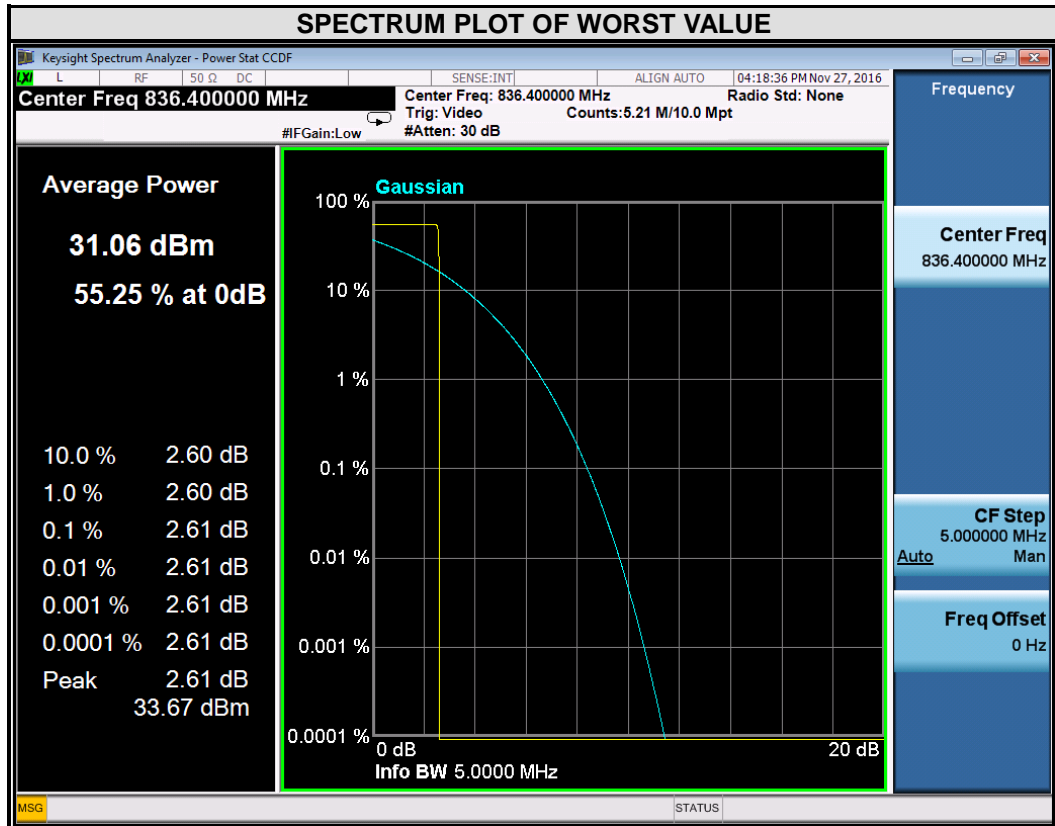 SPECTRUM PLOT OF WORST VALUE
Keysight Spectrum Analyzer - Power Stat CCDF
LXI L RF 50 Ω DC SENSE:INT ALIGN AUTO 04:18:36 PM Nov 27, 2016
Center Freq 836.400000 MHz
#IFGain:Low
Center Freq: 836.400000 MHz
Radio Std: None
Trig: Video
Counts:5.21 M/10.0 Mpt
#Atten: 30 dB
Average Power
31.06 dBm
55.25 % at 0dB
10.0 % 2.60 dB
1.0 % 2.60 dB
0.1 % 2.61 dB
0.01 % 2.61 dB
0.001 % 2.61 dB
0.0001 % 2.61 dB
Peak 2.61 dB
33.67 dBm
Gaussian
100 %
10 %
1 %
0.1 %
0.01 %
0.001 %
0.0001 %
0 dB
20 dB
Info BW 5.0000 MHz
Frequency
Center Freq
836.400000 MHz
CF Step
5.000000 MHz
Auto Man
Freq Offset
0 Hz
MSG
STATUS